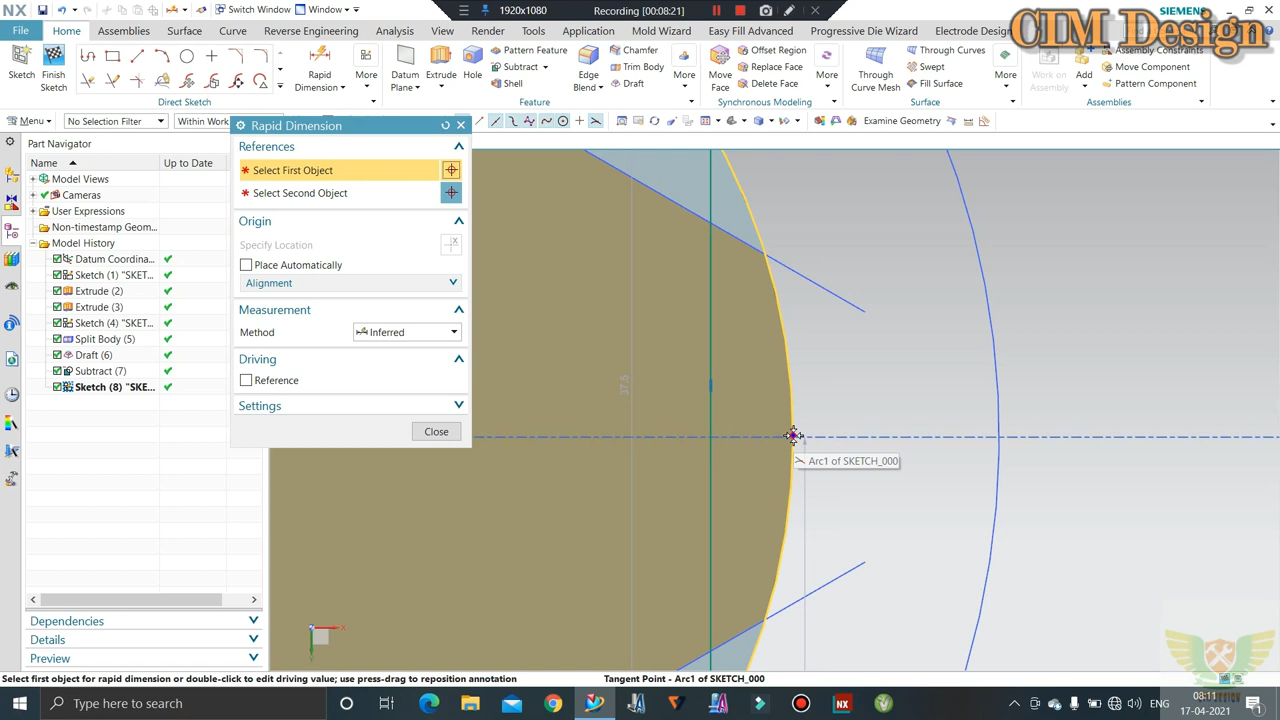 NX
Switch Window
Window
1920x1080
Recording [00:08:21]
SIEMENS
CIM Design
File
Home
Assemblies
Surface
Curve
Reverse Engineering
Analysis
View
Render
Tools
Application
Mold Wizard
Easy Fill Advanced
Progressive Die Wizard
Electrode Design
Sketch
Finish Sketch
Rapid Dimension
More
Datum Plane
Extrude
Hole
Pattern Feature
Subtract
Shell
Edge Blend
Chamfer
Trim Body
Draft
More
Move Face
Offset Region
Replace Face
Delete Face
More
Through Curve Mesh
Through Curves
Swept
Fill Surface
More
Work on Assembly
Add
Assembly Constraints
Move Component
Pattern Component
Direct Sketch
Feature
Synchronous Modeling
Surface
Assemblies
Menu
No Selection Filter
Within Work
Examine Geometry
Part Navigator
Name
Up to Date
Model Views
Cameras
User Expressions
Non-timestamp Geom...
Model History
Datum Coordina...
Sketch (1) "SKET...
Extrude (2)
Extrude (3)
Sketch (4) "SKET...
Split Body (5)
Draft (6)
Subtract (7)
Sketch (8) "SKE...
Dependencies
Details
Preview
Rapid Dimension
References
* Select First Object
* Select Second Object
Origin
Specify Location
Place Automatically
Alignment
Measurement
Method
Inferred
Driving
Reference
Settings
Close
37,5
Arc1 of SKETCH_000
X
Y
Select first object for rapid dimension or double-click to edit driving value; use press-drag to reposition annotation
Tangent Point - Arc1 of SKETCH_000
Type here to search
NX
ENG
08:11
17-04-2021
1